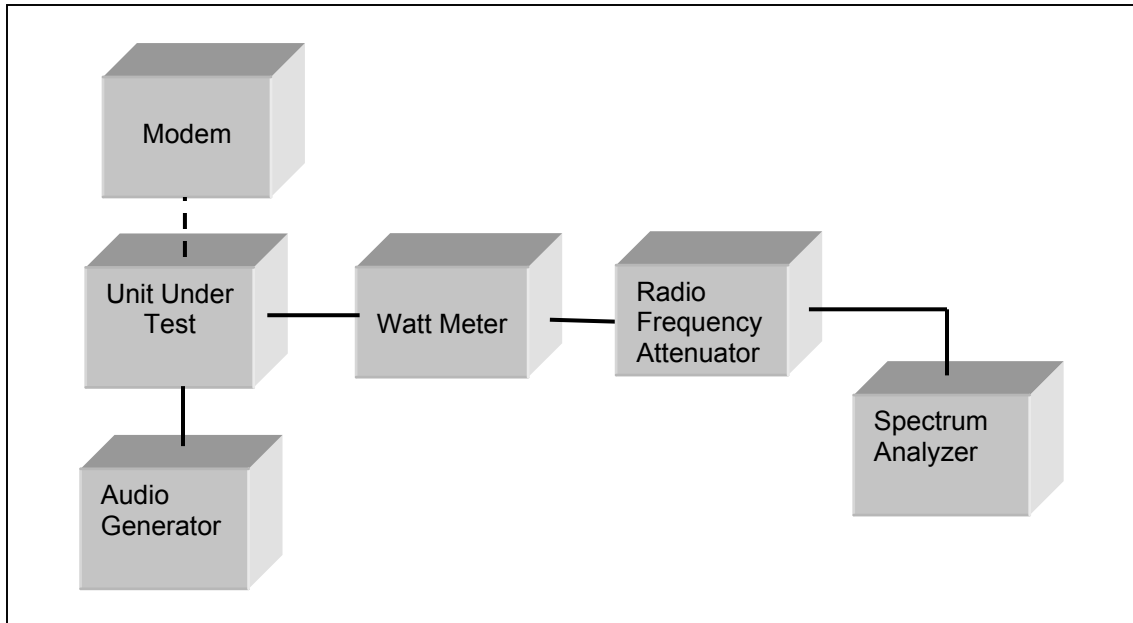 Modem
Unit Under
Test
Watt Meter
Radio
Frequency
Attenuator
Spectrum
Analyzer
Audio
Generator